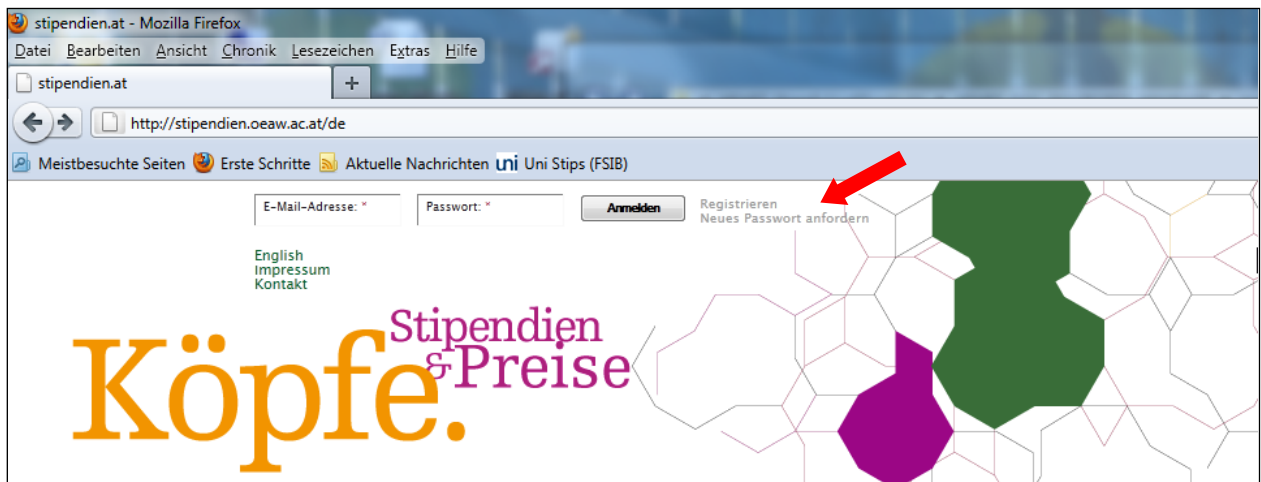 stipendien.at - Mozilla Firefox
Datei Bearbeiten Ansicht Chronik Lesezeichen Extras Hilfe
stipendien.at +
http://stipendien.oeaw.ac.at/de
Meistbesuchte Seiten Erste Schritte Aktuelle Nachrichten uni Uni Stips (FSIB)
E-Mail-Adresse: * Passwort: * Anmelden Registrieren
Neues Passwort anfordern
English
Impressum
Kontakt
Stipendien
&Preise
Köpfe.